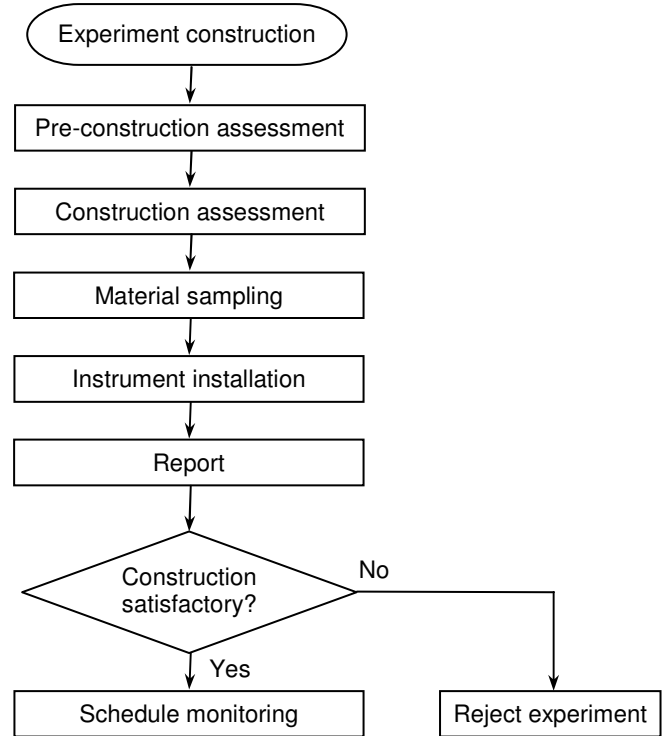 Experiment construction
Pre-construction assessment
Construction assessment
Material sampling
Instrument installation
Report
Construction
satisfactory?
No
Yes
Schedule monitoring
Reject experiment